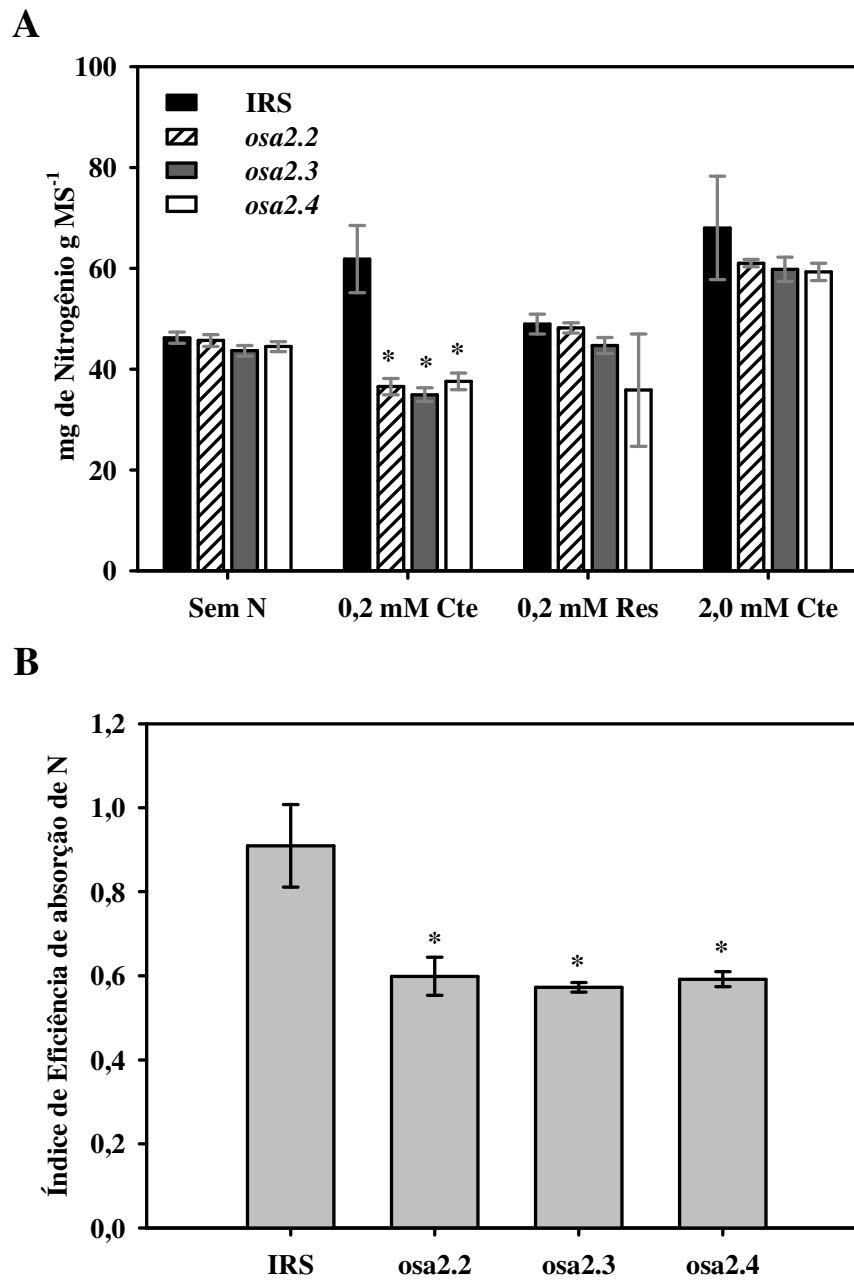 A
100
80
60
40
20
0
mg de Nitrogênio g MS⁻¹
IRS
osa2.2
osa2.3
osa2.4
* * *
Sem N 0,2 mM Cte 0,2 mM Res 2,0 mM Cte
B
1,2
1,0
0,8
0,6
0,4
0,2
0,0
Índice de Eficiência de absorção de N
* * *
IRS osa2.2 osa2.3 osa2.4